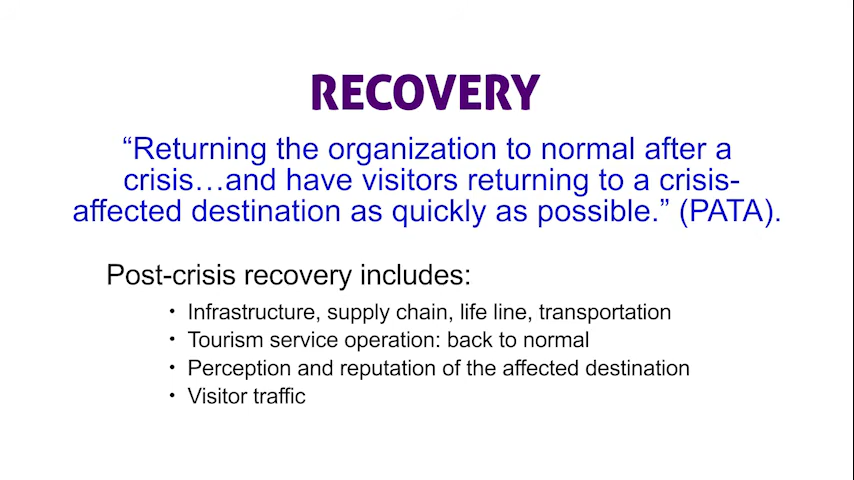 RECOVERY
“Returning the organization to normal after a
crisis…and have visitors returning to a crisis-
affected destination as quickly as possible.” (PATA).
Post-crisis recovery includes:
• Infrastructure, supply chain, life line, transportation
• Tourism service operation: back to normal
• Perception and reputation of the affected destination
• Visitor traffic